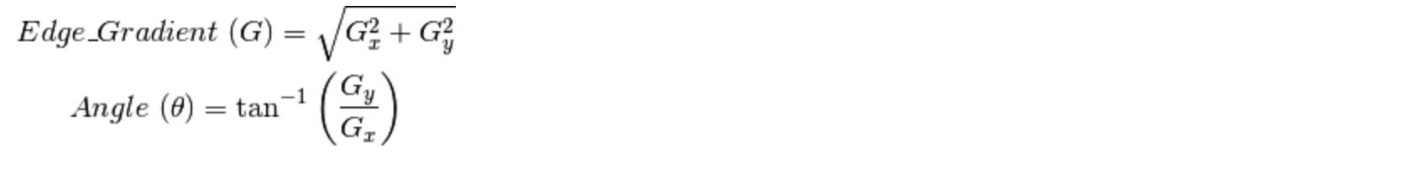 Edge_Gradient (G) = √(G_x^2 + G_y^2)
Angle (θ) = tan^{-1} (G_y / G_x)